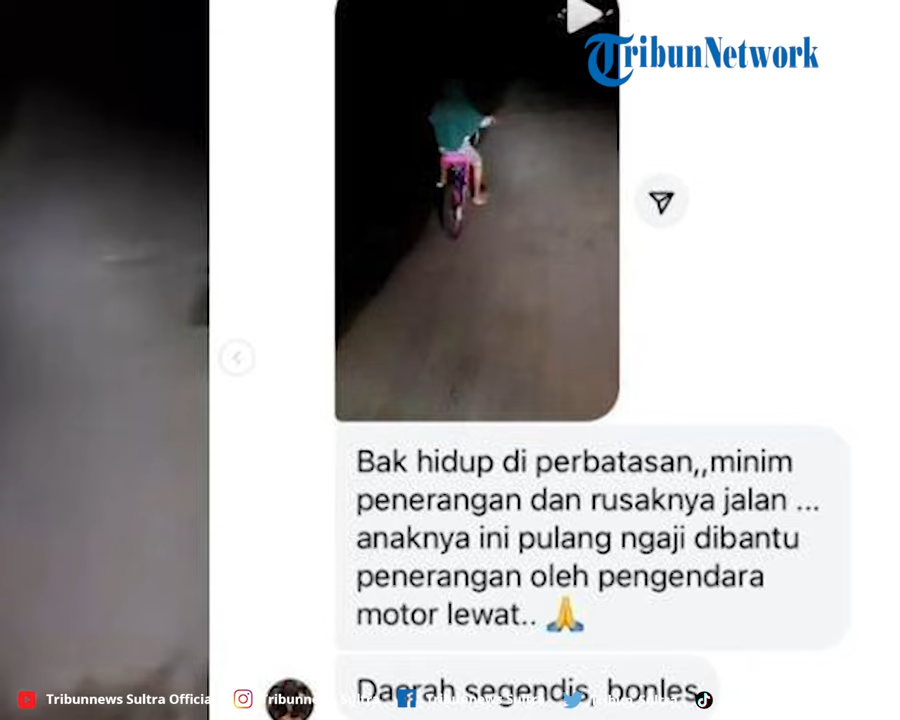 TribunNetwork
Bak hidup di perbatasan,,minim
penerangan dan rusaknya jalan ...
anaknya ini pulang ngaji dibantu
penerangan oleh pengendara
motor lewat.. 🙏
Daerah segendis, bonles
Tribunnews Sultra Official